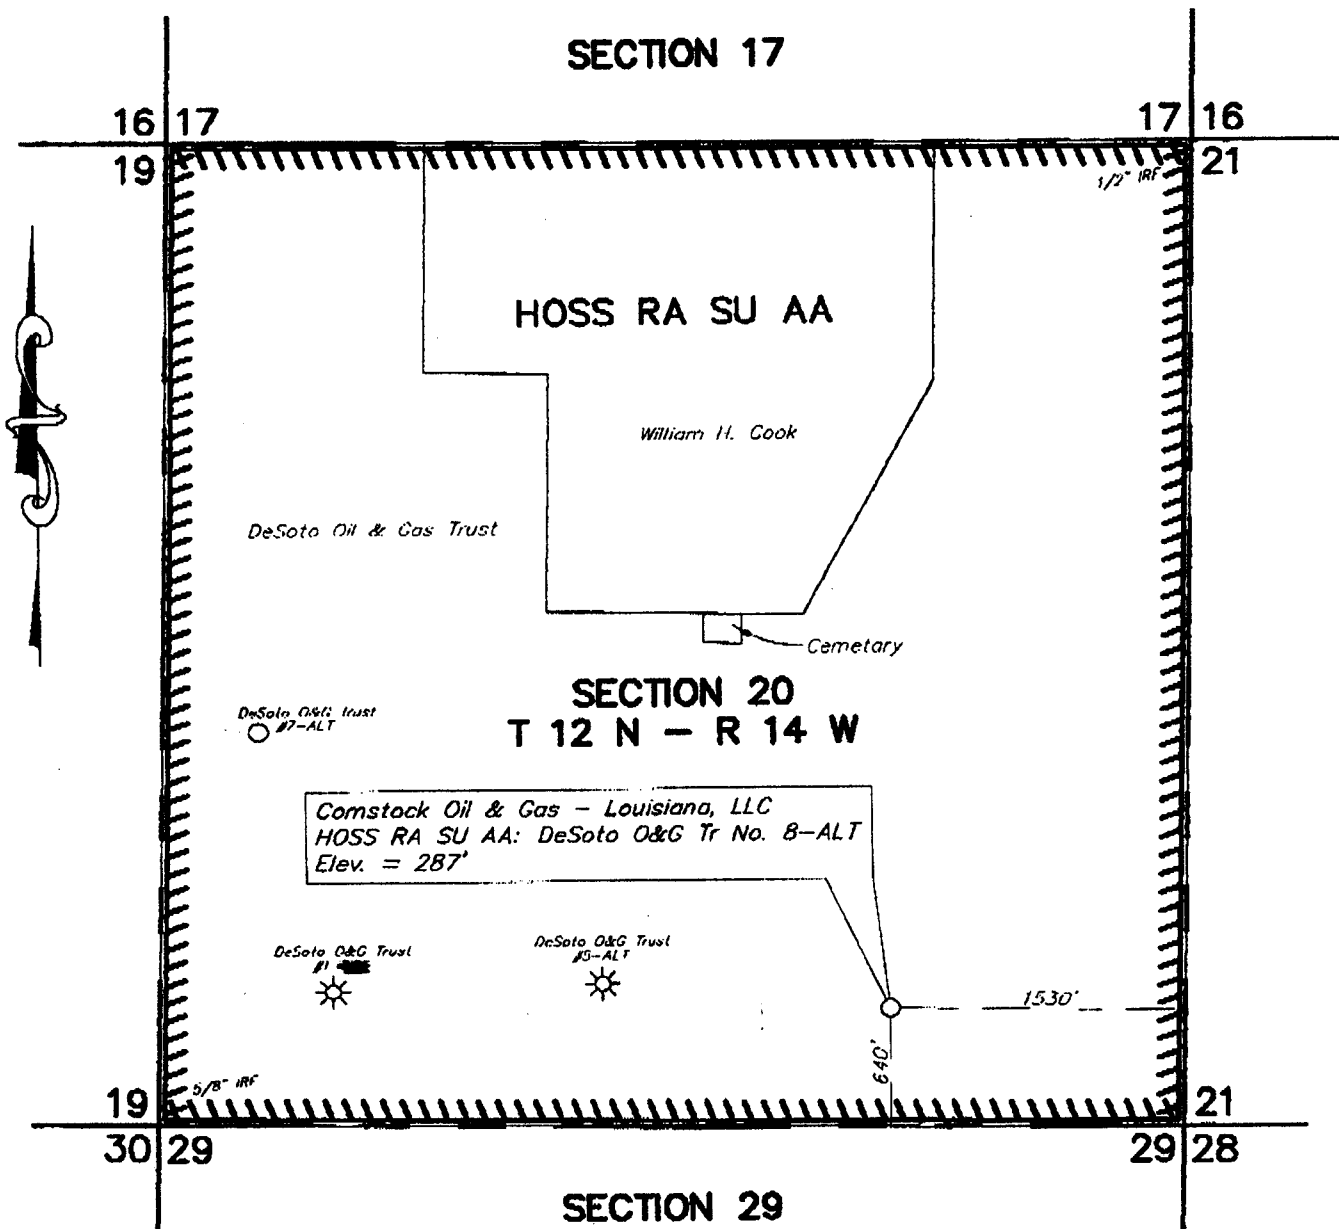 SECTION 17
16 17
17 16
19
21
1/2" IRF
HOSS RA SU AA
William H. Cook
DeSoto Oil & Gas Trust
Cemetary
SECTION 20
T 12 N - R 14 W
DeSoto O&G Trust
#7-ALT
Comstock Oil & Gas - Louisiana, LLC
HOSS RA SU AA: DeSoto O&G Tr No. 8-ALT
Elev. = 287'
DeSoto O&G Trust
#1
DeSoto O&G Trust
#5-ALT
1530'
640'
5/8" IRF
19
21
30 29
29 28
SECTION 29